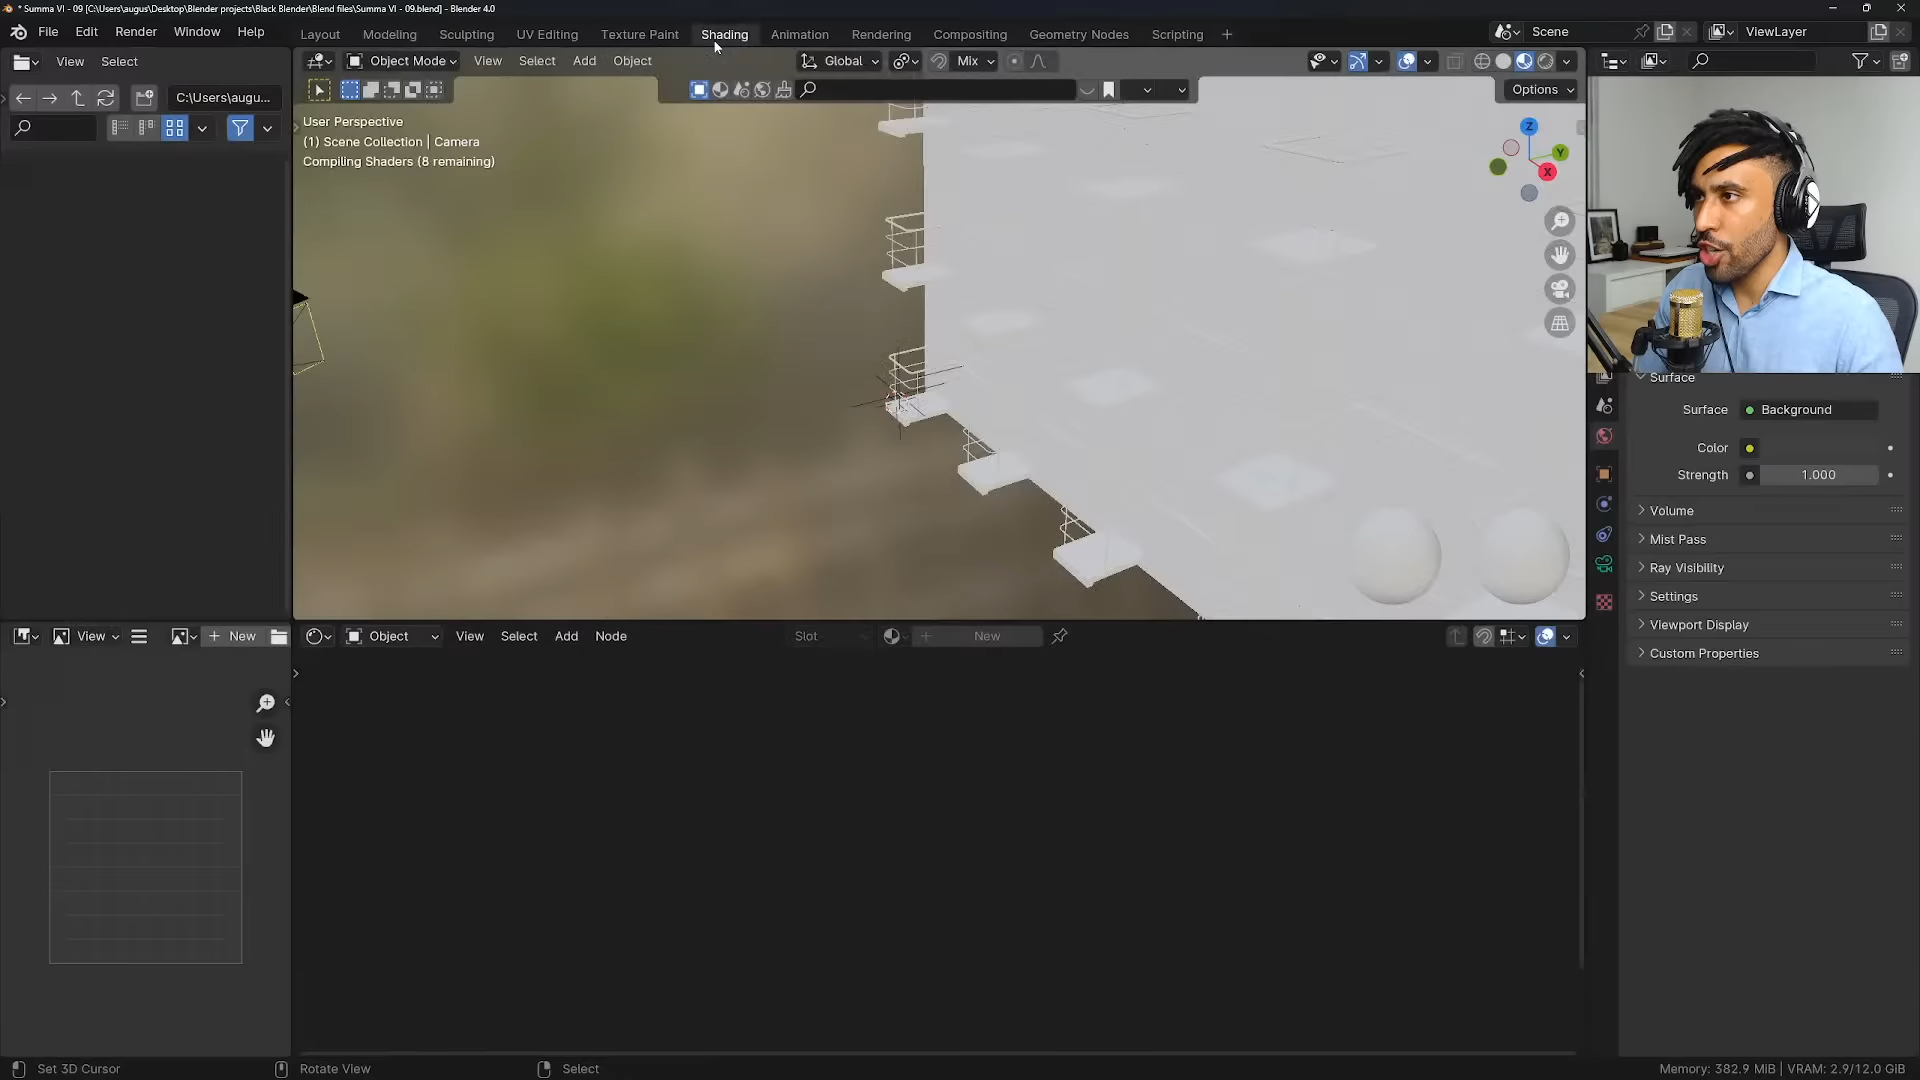 * Summa VI - 09 [C:\Users\augus\Desktop\Blender projects\Black Blender\Blend files\Summa VI - 09.blend] - Blender 4.0
File Edit Render Window Help
Layout Modeling Sculpting UV Editing Texture Paint Shading Animation Rendering Compositing Geometry Nodes Scripting +
Scene
ViewLayer
View Select
Object Mode View Select Add Object
Global
Mix
C:\Users\augu...
Options
User Perspective
(1) Scene Collection | Camera
Compiling Shaders (8 remaining)
Z
Y
X
Surface
Surface Background
Color
Strength 1.000
Volume
Mist Pass
Ray Visibility
Settings
Viewport Display
Custom Properties
View
New
Object View Select Add Node
Slot
New
Set 3D Cursor
Rotate View
Select
Memory: 382.9 MiB | VRAM: 2.9/12.0 GiB